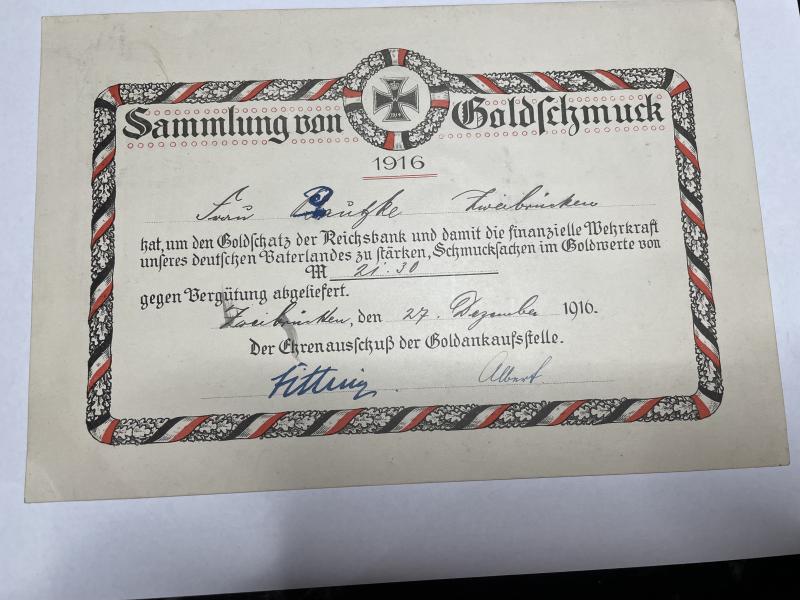 Sammlung von Goldschmuck
1914
1916
Frau Zweibrücken
hat, um den Goldschatz der Reichsbank und damit die finanzielle Wehrkraft
unseres deutschen Vaterlandes zu stärken, Schmucksachen im Goldwerte von
M 21.30
gegen Vergütung abgeliefert.
Zweibrücken, den 27. Dezember 1916.
Der Ehrenausschuß der Goldankaufsstelle.
Albert